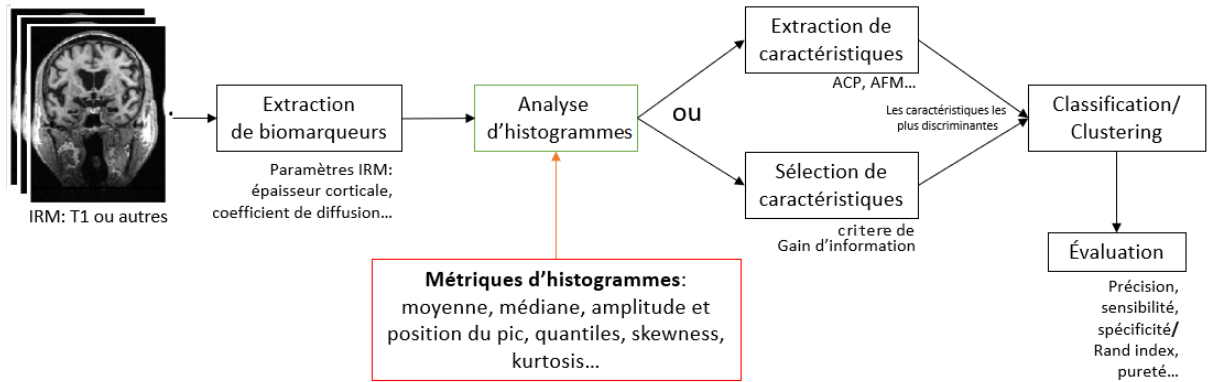 IRM: T1 ou autres
Extraction
de biomarqueurs
Paramètres IRM:
épaisseur corticale,
coefficient de diffusion...
Analyse
d'histogrammes
Métriques d'histogrammes:
moyenne, médiane, amplitude et
position du pic, quantiles, skewness,
kurtosis...
ou
Extraction de
caractéristiques
ACP, AFM...
Les caractéristiques les
plus discriminantes
Sélection de
caractéristiques
critere de
Gain d'information
Classification/
Clustering
Évaluation
Précision,
sensibilité,
spécificité/
Rand index,
pureté...